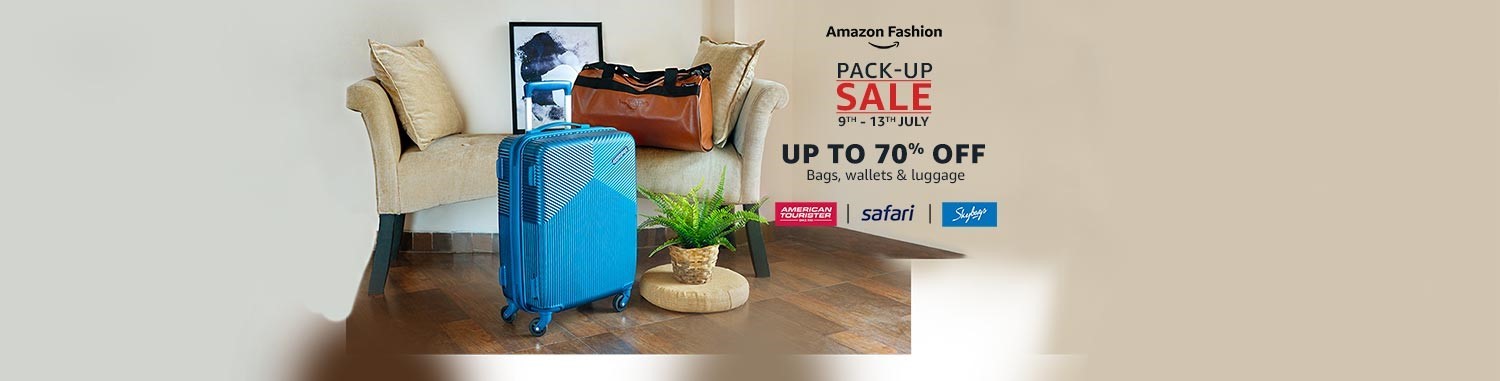 Amazon Fashion
PACK-UP
SALE
9TH - 13TH JULY
UP TO 70% OFF
Bags, wallets & luggage
AMERICAN TOURISTER | safari | Skybags